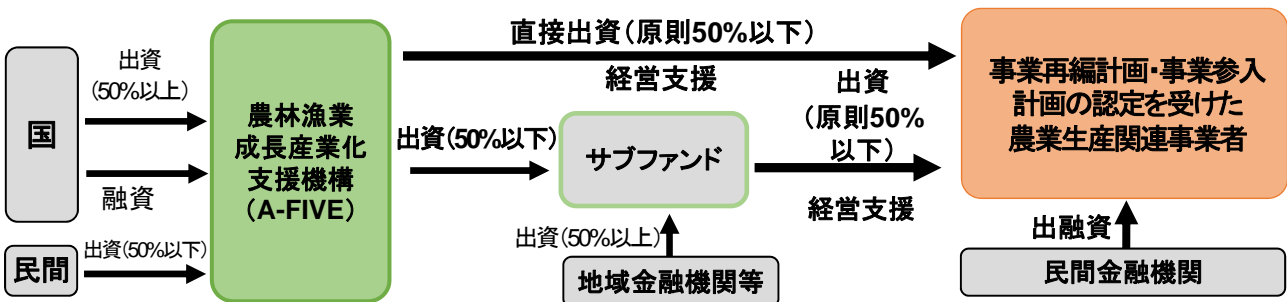 国
出資
(50%以上)
融資
民間
出資(50%以下)
農林漁業
成長産業化
支援機構
(A-FIVE)
直接出資(原則50%以下)
経営支援
出資(50%以下)
サブファンド
出資
(原則50%
以下)
経営支援
出資(50%以上)
地域金融機関等
事業再編計画・事業参入
計画の認定を受けた
農業生産関連事業者
出融資
民間金融機関